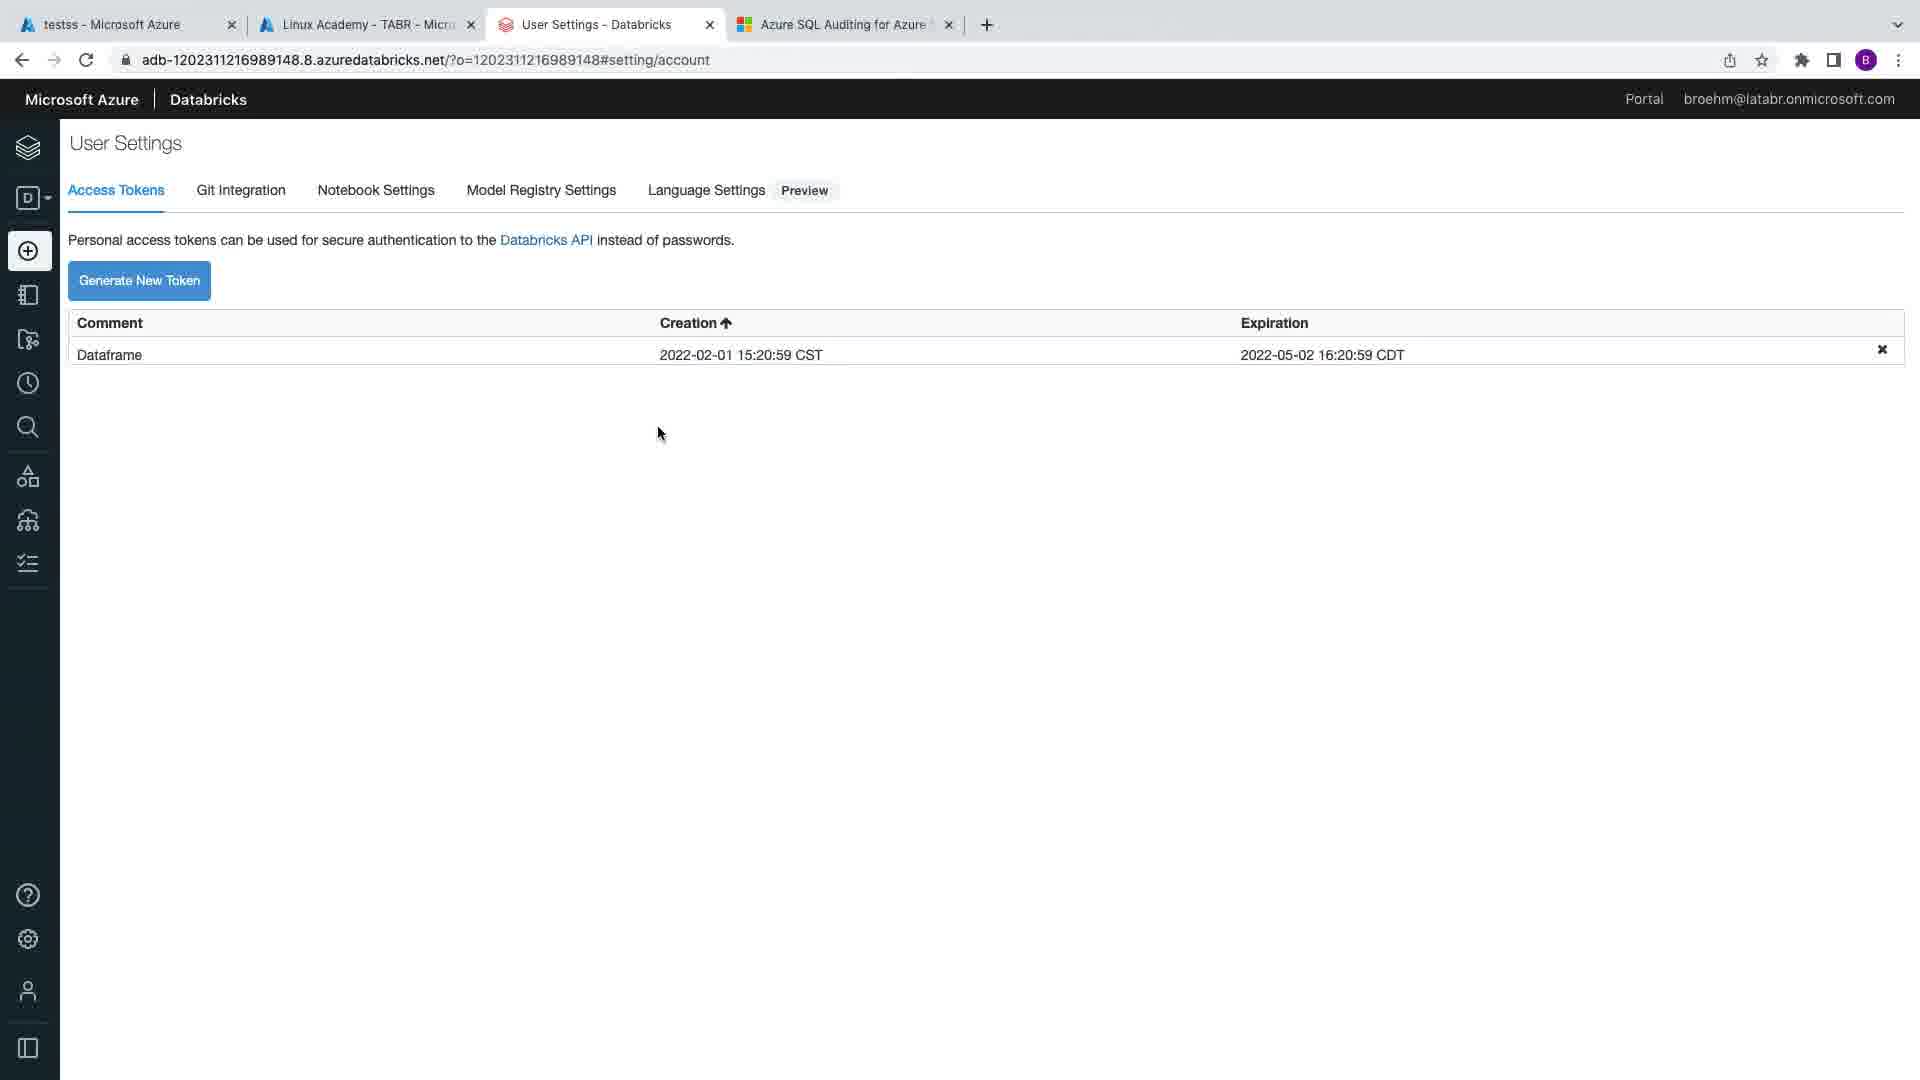 testss - Microsoft Azure
Linux Academy - TABR - Micro
User Settings - Databricks
Azure SQL Auditing for Azure
adb-1202311216989148.8.azuredatabricks.net/?o=1202311216989148#setting/account
B
Microsoft Azure | Databricks
Portal
broehm@latabr.onmicrosoft.com
D
User Settings
Access Tokens
Git Integration
Notebook Settings
Model Registry Settings
Language Settings
Preview
Personal access tokens can be used for secure authentication to the Databricks API instead of passwords.
Generate New Token
Comment Creation Expiration
Dataframe 2022-02-01 15:20:59 CST 2022-05-02 16:20:59 CDT